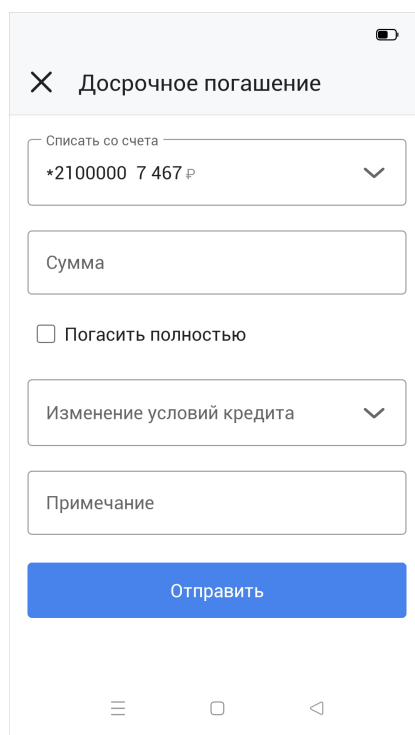 Досрочное погашение
Списать со счета
*2100000 7 467 ₽
Сумма
Погасить полностью
Изменение условий кредита
Примечание
Отправить